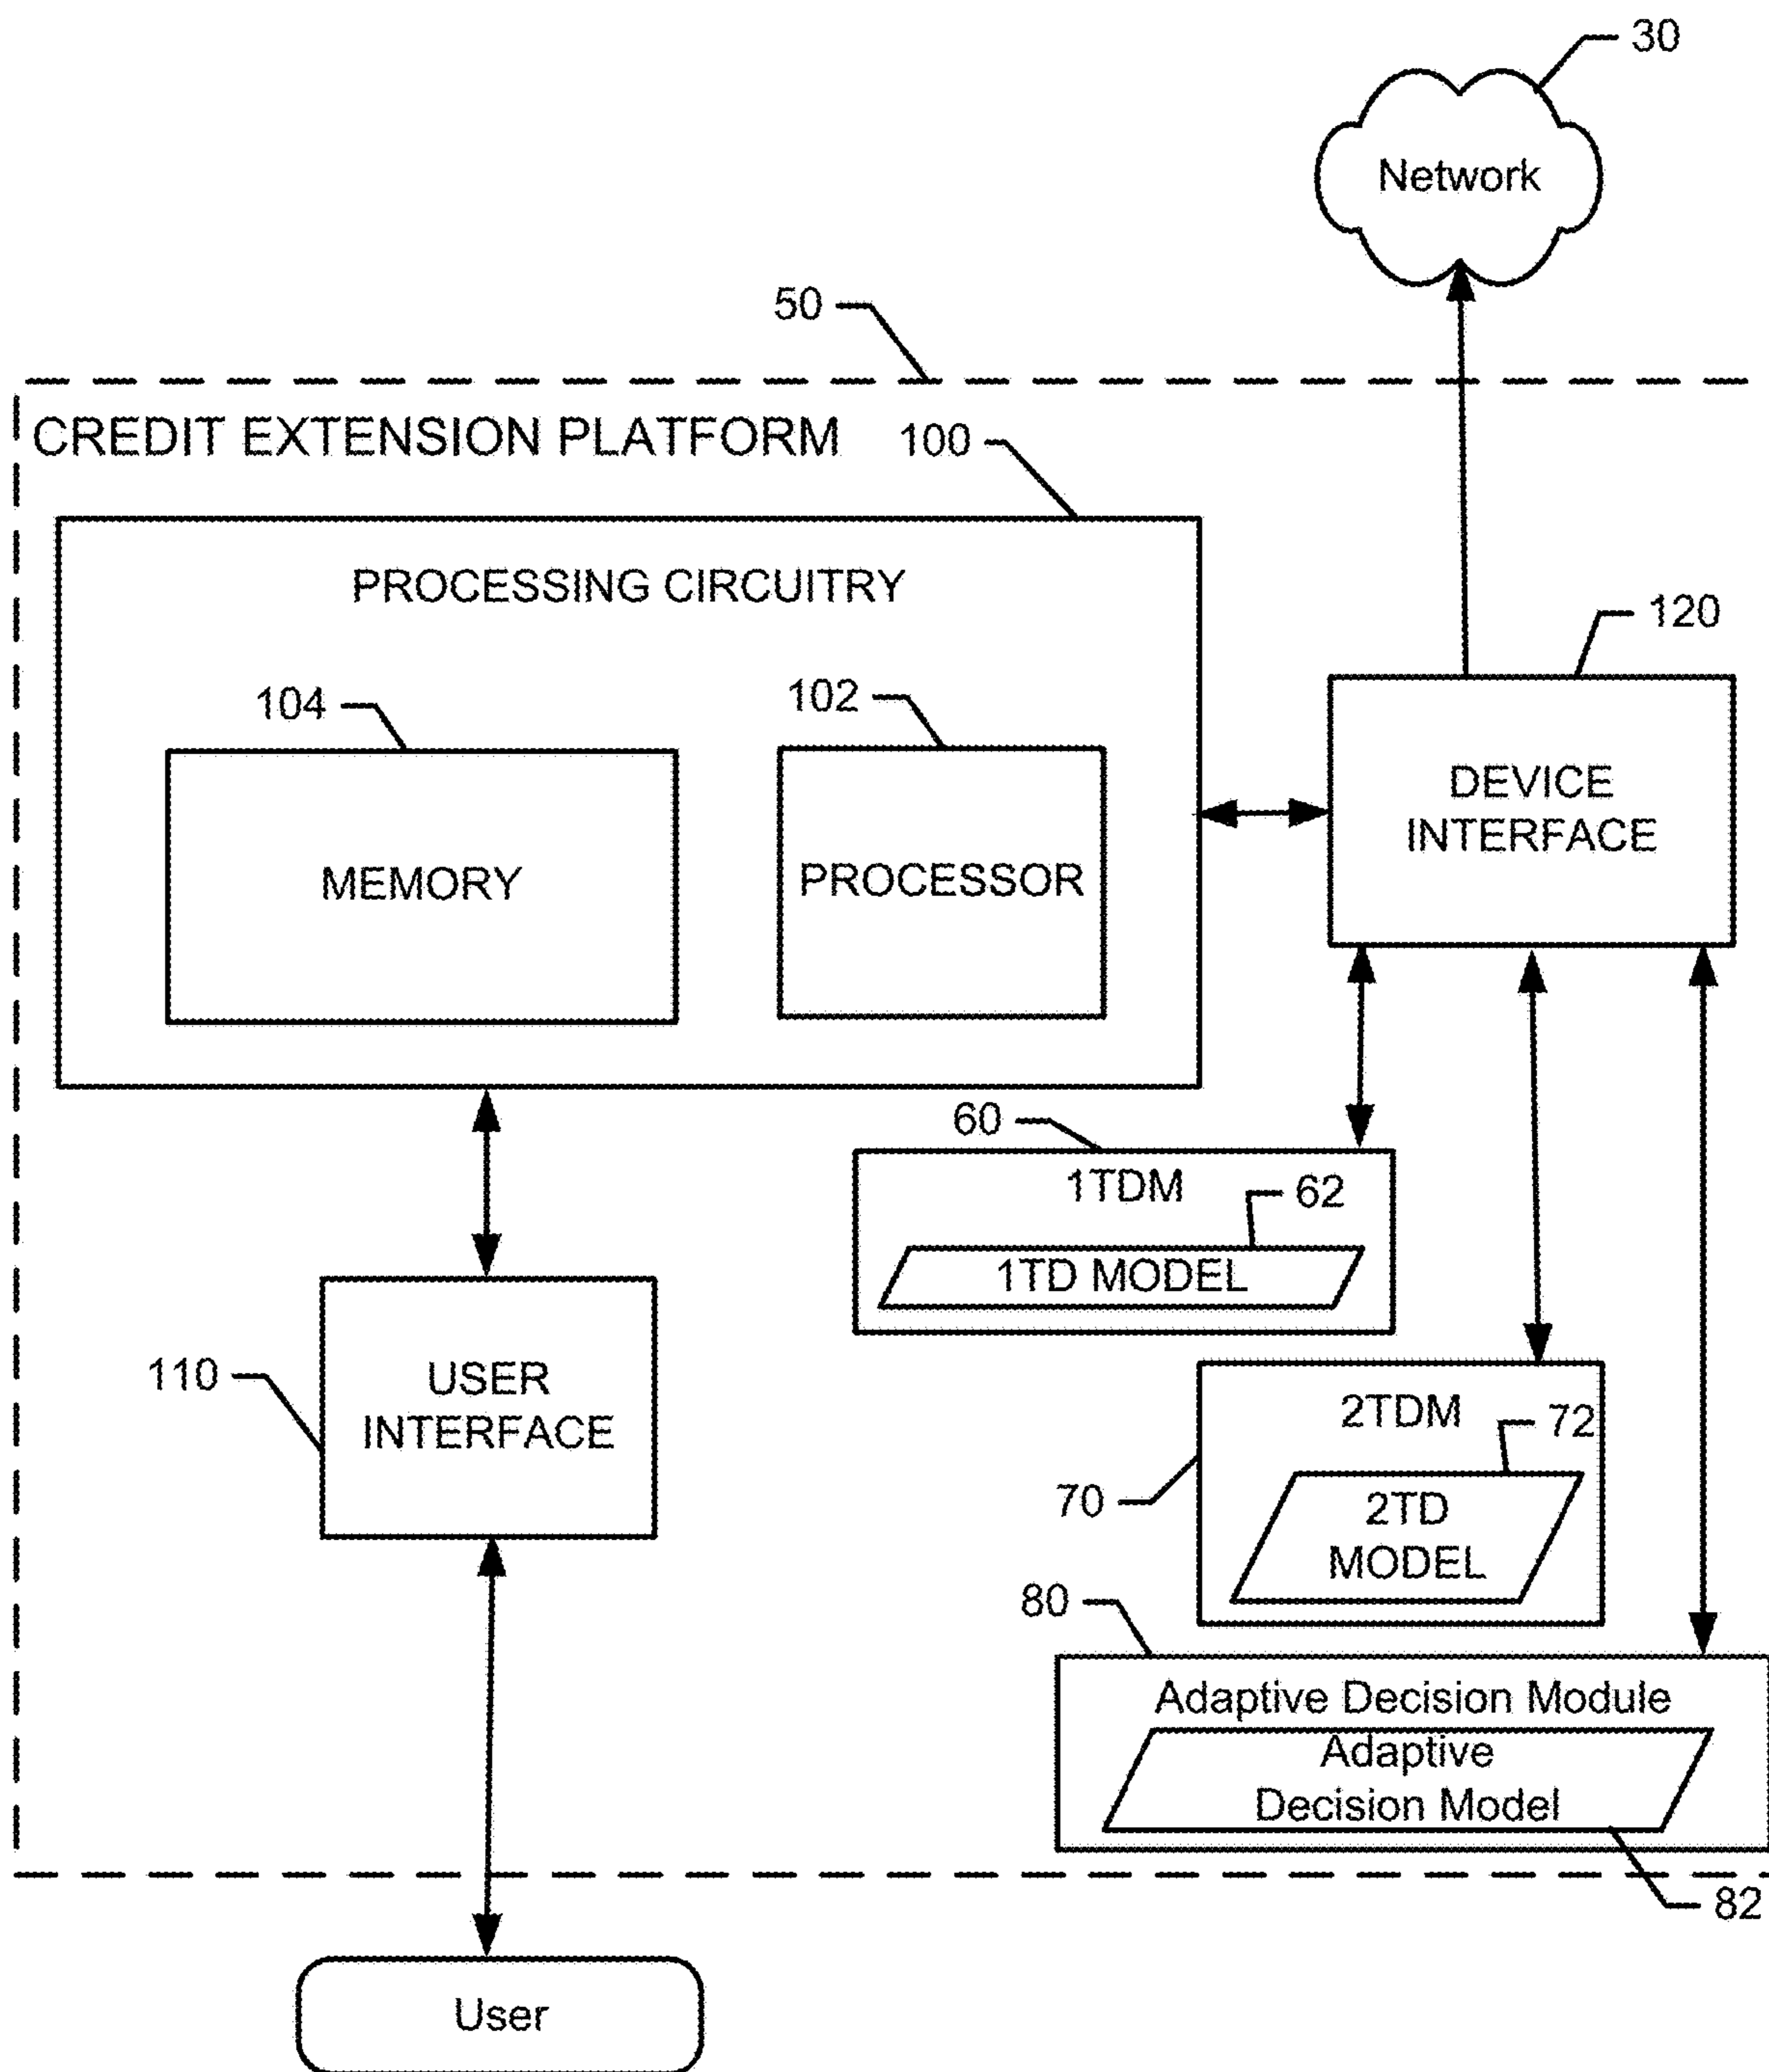 30
Network
50
CREDIT EXTENSION PLATFORM
100
PROCESSING CIRCUITRY
120
104
102
DEVICE
INTERFACE
MEMORY
PROCESSOR
60
1TDM
62
1TD MODEL
110
USER
INTERFACE
2TDM
72
70
2TD
MODEL
80
Adaptive Decision Module
Adaptive
Decision Model
82
User